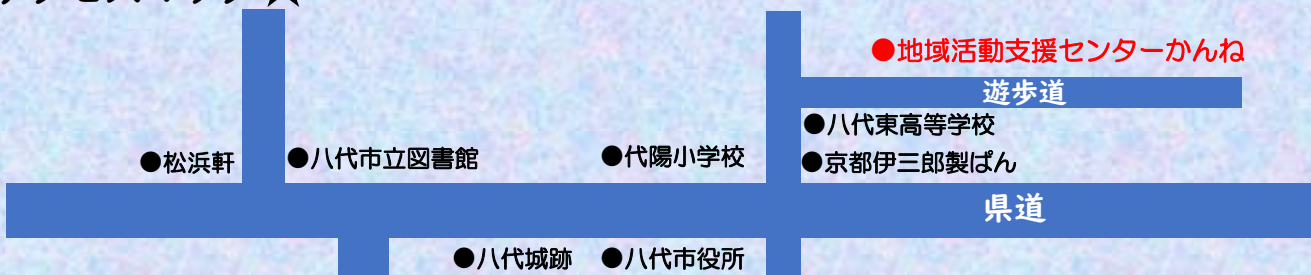 ●地域活動支援センターかんね
遊歩道
●八代東高等学校
●松浜軒
●八代市立図書館
●代陽小学校
●京都伊三郎製ぱん
県道
●八代城跡
●八代市役所